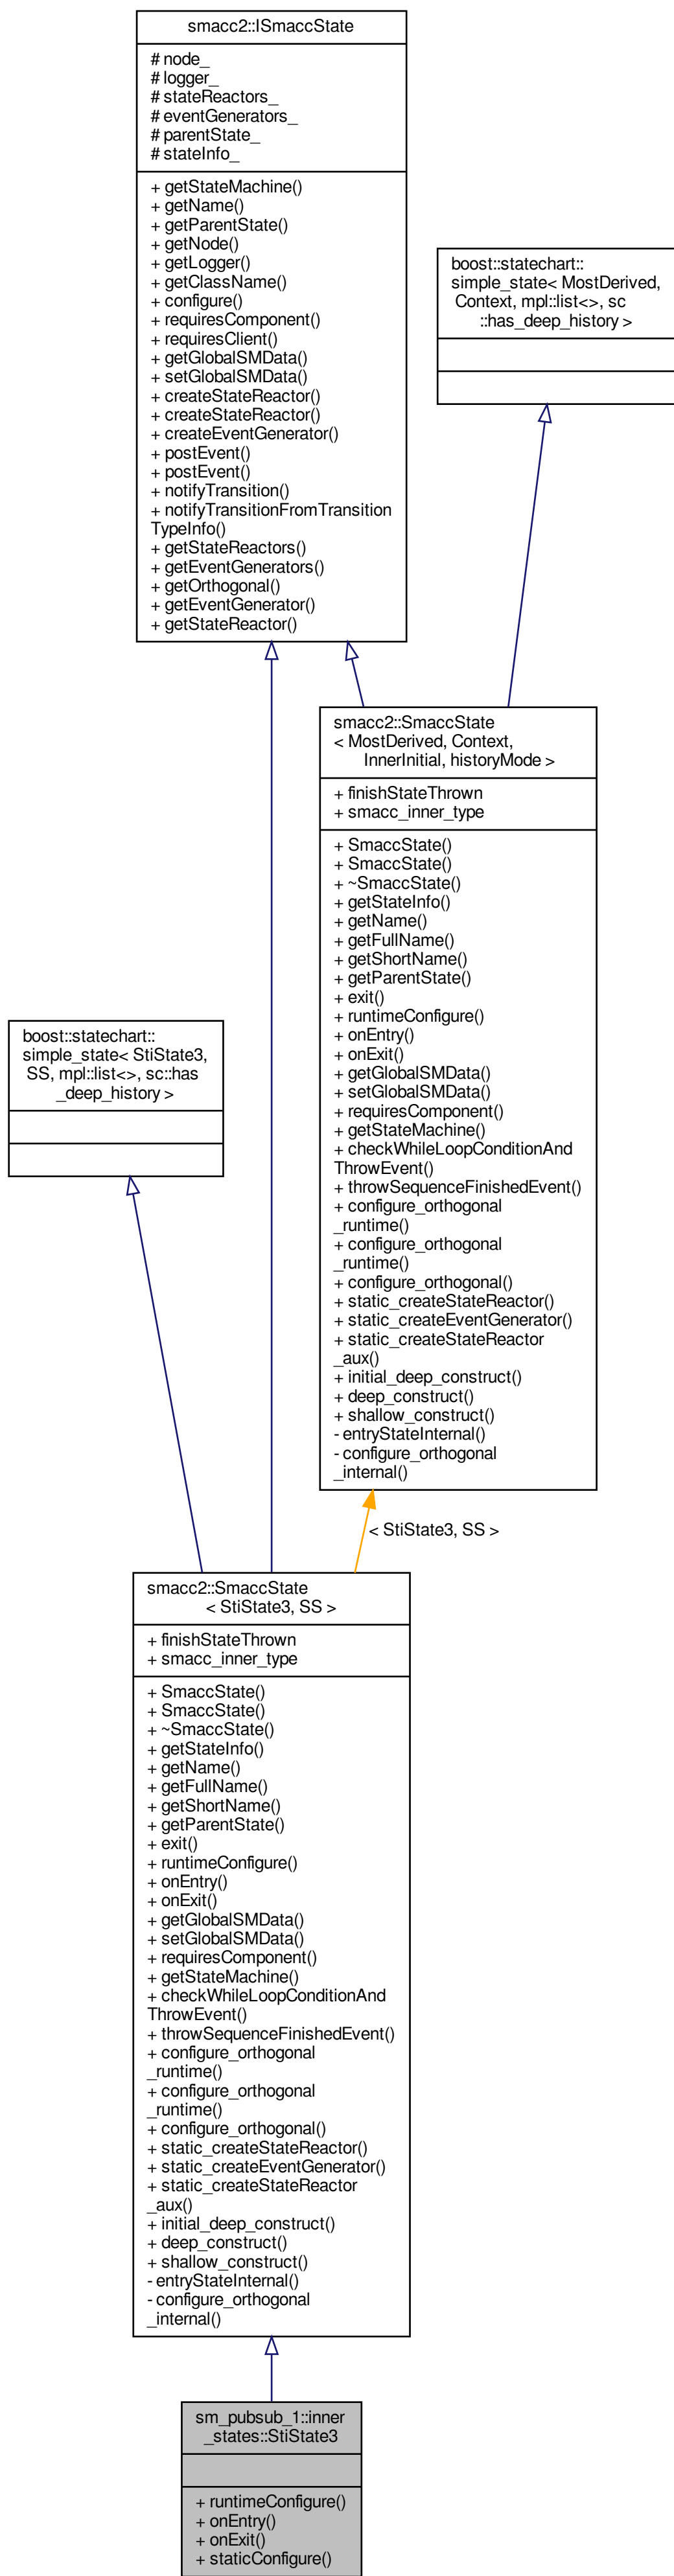 smacc2::ISmaccState
# node_
# logger_
# stateReactors_
# eventGenerators_
# parentState_
# stateInfo_
+ getStateMachine()
+ getName()
+ getParentState()
+ getNode()
+ getLogger()
+ getClassName()
+ configure()
+ requiresComponent()
+ requiresClient()
+ getGlobalSMData()
+ setGlobalSMData()
+ createStateReactor()
+ createStateReactor()
+ createEventGenerator()
+ postEvent()
+ postEvent()
+ notifyTransition()
+ notifyTransitionFromTransition
TypeInfo()
+ getStateReactors()
+ getEventGenerators()
+ getOrthogonal()
+ getEventGenerator()
+ getStateReactor()
boost::statechart::
simple_state< MostDerived,
Context, mpl::list<>, sc
::has_deep_history >
smacc2::SmaccState
< MostDerived, Context,
InnerInitial, historyMode >
+ finishStateThrown
+ smacc_inner_type
+ SmaccState()
+ SmaccState()
+ ~SmaccState()
+ getStateInfo()
+ getName()
+ getFullName()
+ getShortName()
+ getParentState()
+ exit()
+ runtimeConfigure()
+ onEntry()
+ onExit()
+ getGlobalSMData()
+ setGlobalSMData()
+ requiresComponent()
+ getStateMachine()
+ checkWhileLoopConditionAnd
ThrowEvent()
+ throwSequenceFinishedEvent()
+ configure_orthogonal
_runtime()
+ configure_orthogonal
_runtime()
+ configure_orthogonal()
+ static_createStateReactor()
+ static_createEventGenerator()
+ static_createStateReactor
_aux()
+ initial_deep_construct()
+ deep_construct()
+ shallow_construct()
- entryStateInternal()
- configure_orthogonal
_internal()
boost::statechart::
simple_state< StiState3,
SS, mpl::list<>, sc::has
_deep_history >
< StiState3, SS >
smacc2::SmaccState
< StiState3, SS >
+ finishStateThrown
+ smacc_inner_type
+ SmaccState()
+ SmaccState()
+ ~SmaccState()
+ getStateInfo()
+ getName()
+ getFullName()
+ getShortName()
+ getParentState()
+ exit()
+ runtimeConfigure()
+ onEntry()
+ onExit()
+ getGlobalSMData()
+ setGlobalSMData()
+ requiresComponent()
+ getStateMachine()
+ checkWhileLoopConditionAnd
ThrowEvent()
+ throwSequenceFinishedEvent()
+ configure_orthogonal
_runtime()
+ configure_orthogonal
_runtime()
+ configure_orthogonal()
+ static_createStateReactor()
+ static_createEventGenerator()
+ static_createStateReactor
_aux()
+ initial_deep_construct()
+ deep_construct()
+ shallow_construct()
- entryStateInternal()
- configure_orthogonal
_internal()
sm_pubsub_1::inner
_states::StiState3
+ runtimeConfigure()
+ onEntry()
+ onExit()
+ staticConfigure()